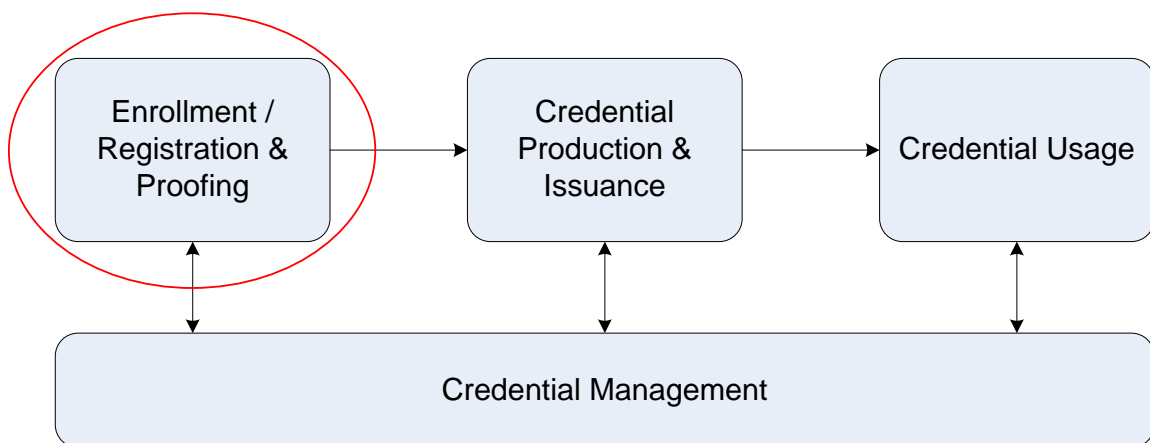 Enrollment /
Registration &
Proofing
Credential
Production &
Issuance
Credential Usage
Credential Management